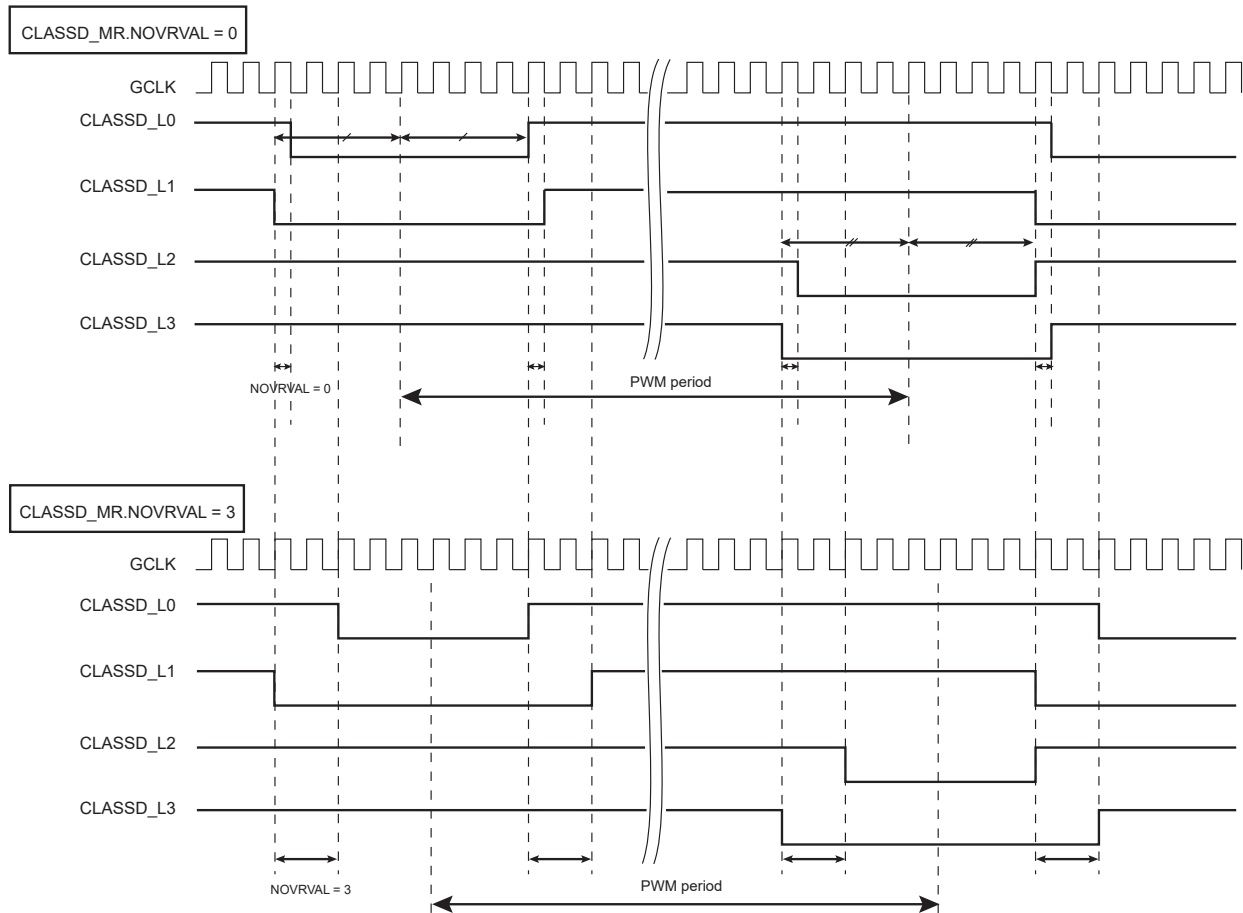 CLASSD_MR.NOVRVAL = 0
GCLK
CLASSD_L0
CLASSD_L1
CLASSD_L2
CLASSD_L3
NOVRVAL = 0
PWM period
CLASSD_MR.NOVRVAL = 3
GCLK
CLASSD_L0
CLASSD_L1
CLASSD_L2
CLASSD_L3
NOVRVAL = 3
PWM period